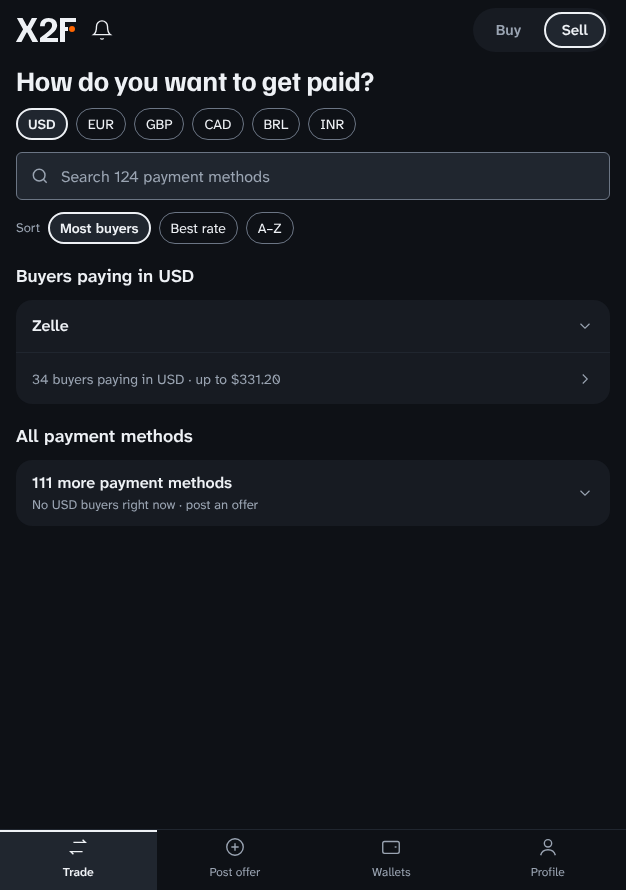 X2F
Buy
Sell
How do you want to get paid?
USD
EUR
GBP
CAD
BRL
INR
Search 124 payment methods
Sort
Most buyers
Best rate
A–Z
Buyers paying in USD
Zelle
34 buyers paying in USD · up to $331.20
All payment methods
111 more payment methods
No USD buyers right now · post an offer
Trade
Post offer
Wallets
Profile